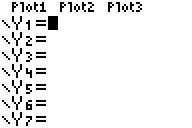 Plot1 Plot2 Plot3
\Y1=
\Y2=
\Y3=
\Y4=
\Y5=
\Y6=
\Y7=